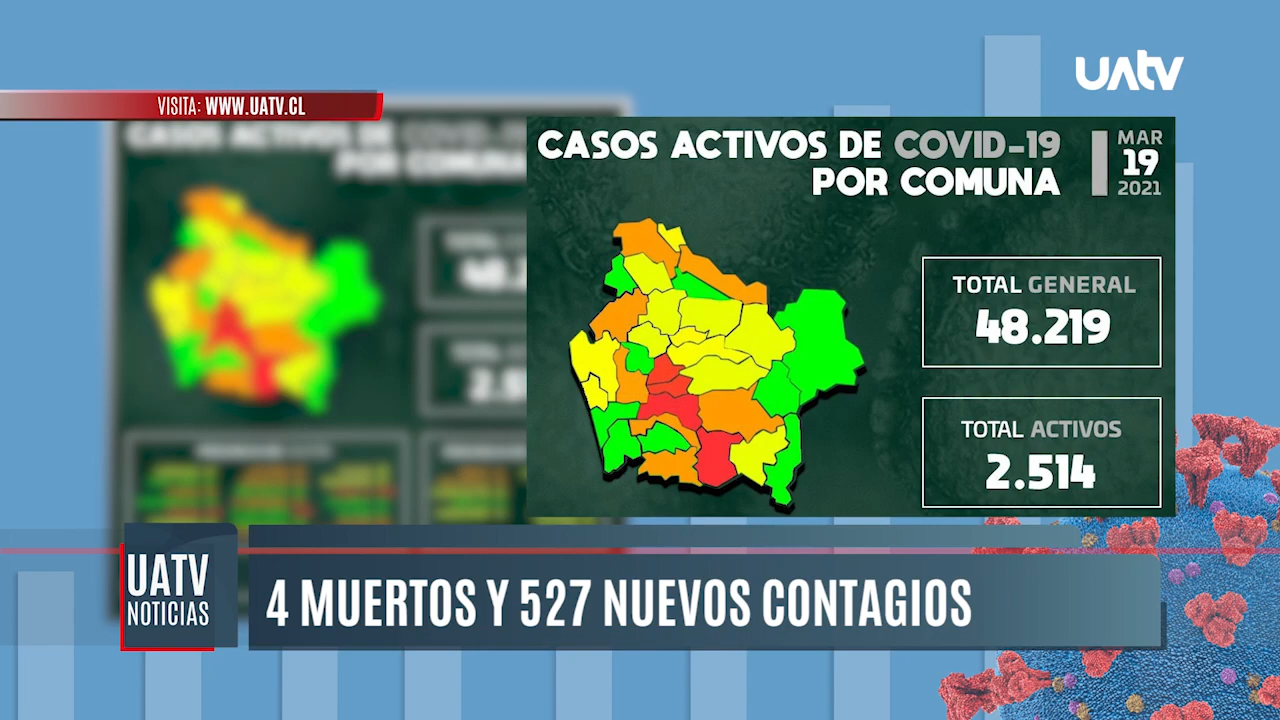 UATV
VISITA: WWW.UATV.CL
CASOS ACTIVOS DE COVID-19
POR COMUNA
MAR
19
2021
TOTAL GENERAL
48.219
TOTAL ACTIVOS
2.514
UATV
NOTICIAS
4 MUERTOS Y 527 NUEVOS CONTAGIOS